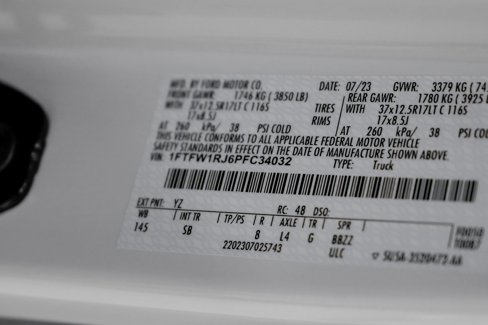 MFD. BY FORD MOTOR CO.
DATE: 07/23 GVWR: 3379 KG
FRONT GAWR: 1746 KG (3850 LB)
REAR GAWR: 1780 KG (3925 LB
WITH 37x12.5R17LT C 116S
TIRES WITH 37x12.5R17LT C 116S
17x8.5J
RIMS 17x8.5J
AT 260 kPa/ 38 PSI COLD
AT 260 kPa/ 38 PSI COLD
THIS VEHICLE CONFORMS TO ALL APPLICABLE FEDERAL MOTOR VEHICLE
SAFETY STANDARDS IN EFFECT ON THE DATE OF MANUFACTURE SHOWN
VIN: 1FTFW1RJ6PFC34032
TYPE: Truck
EXT PNT: YZ RC: 48 DSO:
WB INT TR TP/PS R AXLE TR SPR
145 SB 8 L4 G BBZZ
2202307025743 ULC